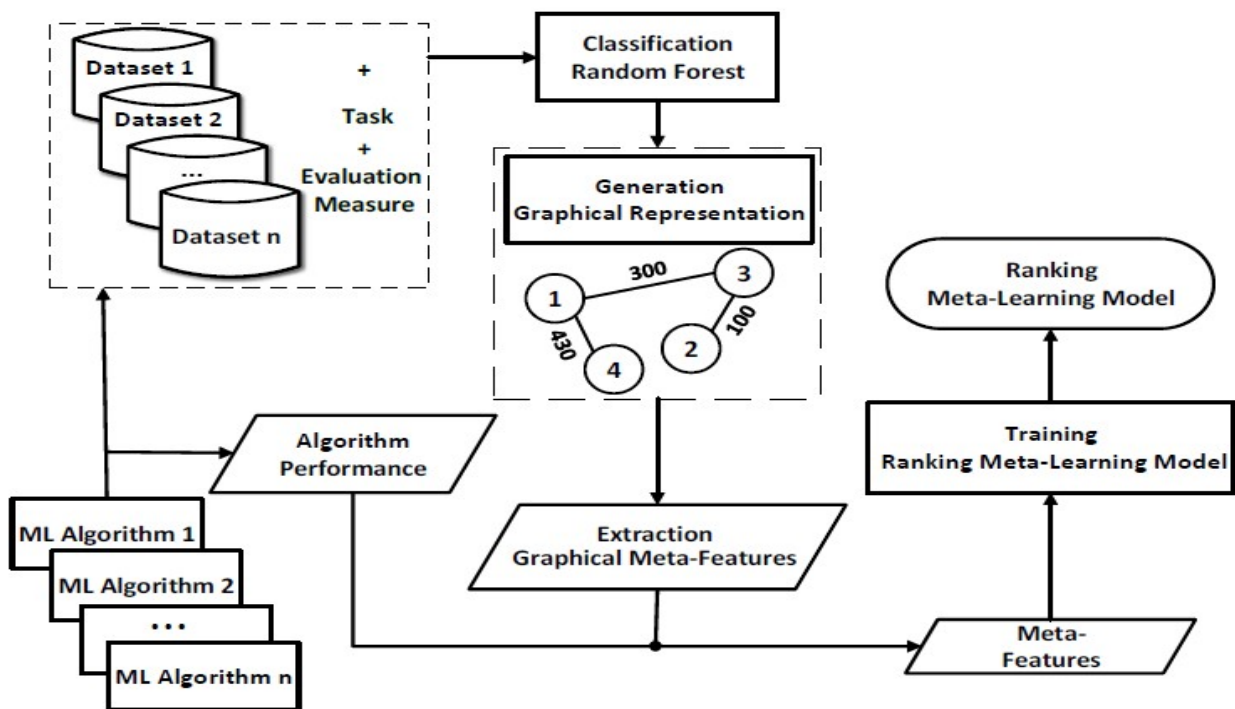 Dataset 1
Dataset 2
...
Dataset n
+
Task
+
Evaluation
Measure
Classification
Random Forest
Generation
Graphical Representation
1
300
3
430
100
4
2
Ranking
Meta-Learning Model
Training
Ranking Meta-Learning Model
Algorithm
Performance
Extraction
Graphical Meta-Features
Meta-
Features
ML Algorithm 1
ML Algorithm 2
...
ML Algorithm n